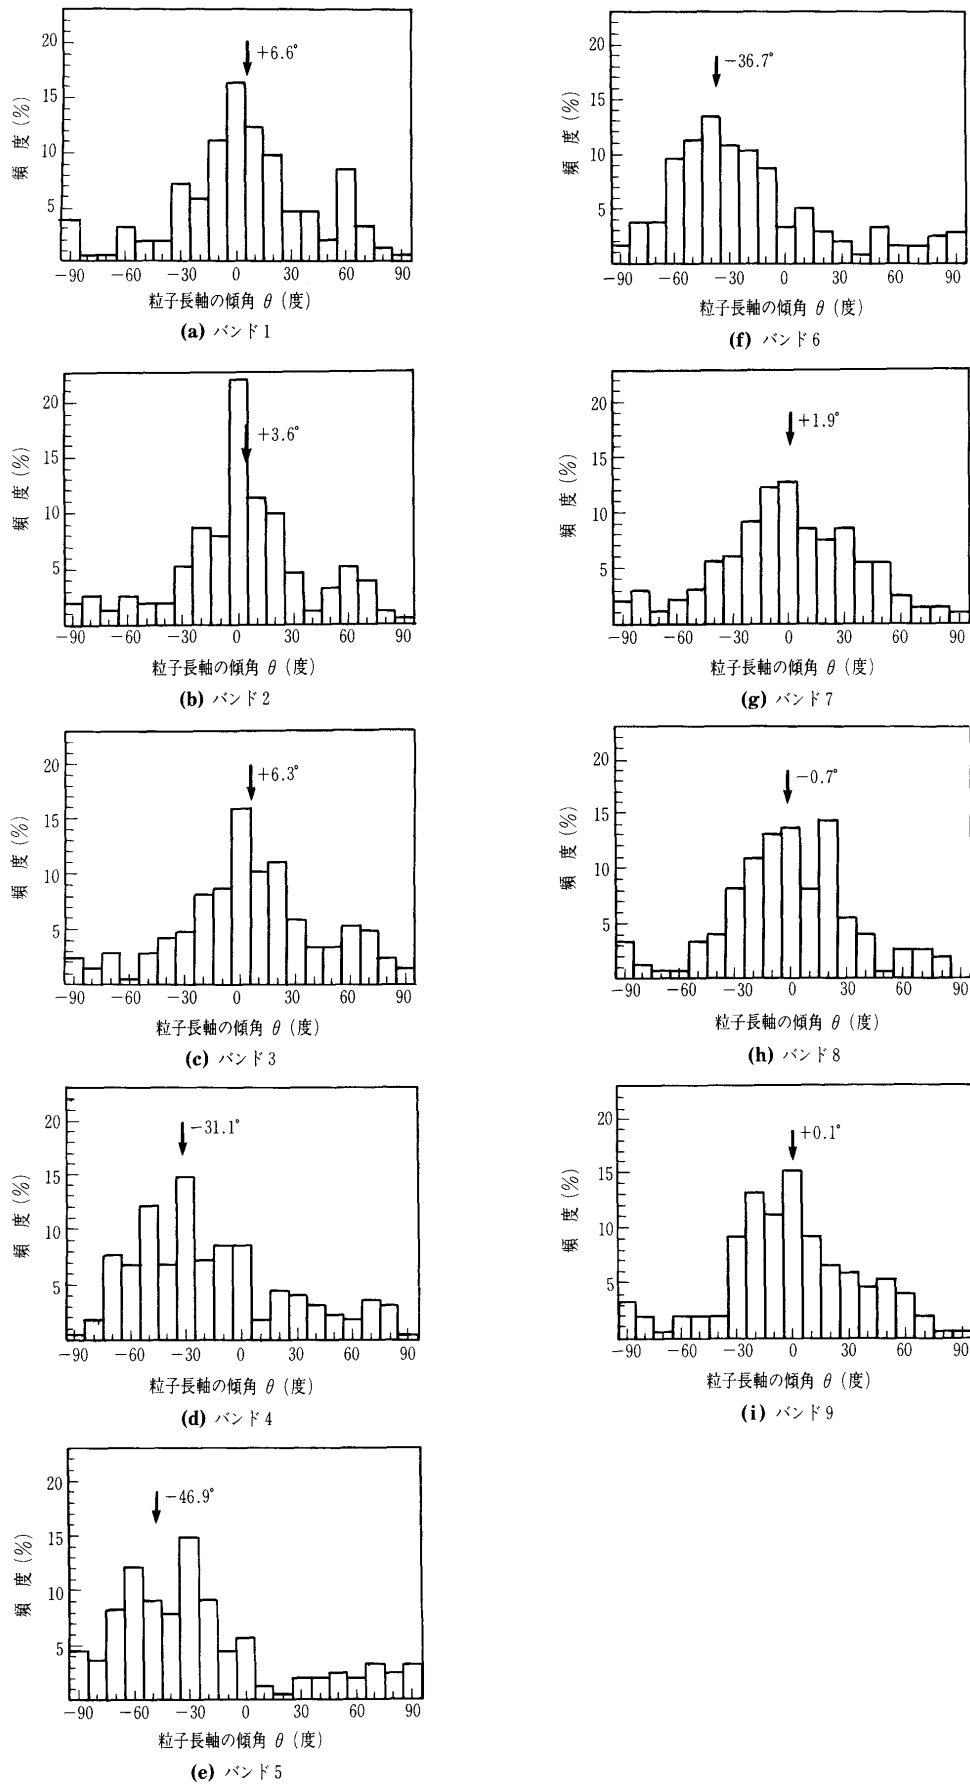 20
15
10
5
頻度(%)
+6.6°
−90 −60 −30 0 30 60 90
粒子長軸の傾角 θ (度)
(a) バンド1
20
15
10
5
頻度(%)
+3.6°
−90 −60 −30 0 30 60 90
粒子長軸の傾角 θ (度)
(b) バンド2
20
15
10
5
頻度(%)
+6.3°
−90 −60 −30 0 30 60 90
粒子長軸の傾角 θ (度)
(c) バンド3
20
15
10
5
頻度(%)
−31.1°
−90 −60 −30 0 30 60 90
粒子長軸の傾角 θ (度)
(d) バンド4
20
15
10
5
頻度(%)
−46.9°
−90 −60 −30 0 30 60 90
粒子長軸の傾角 θ (度)
(e) バンド5
20
15
10
5
頻度(%)
−36.7°
−90 −60 −30 0 30 60 90
粒子長軸の傾角 θ (度)
(f) バンド6
20
15
10
5
頻度(%)
+1.9°
−90 −60 −30 0 30 60 90
粒子長軸の傾角 θ (度)
(g) バンド7
20
15
10
5
頻度(%)
−0.7°
−90 −60 −30 0 30 60 90
粒子長軸の傾角 θ (度)
(h) バンド8
20
15
10
5
頻度(%)
+0.1°
−90 −60 −30 0 30 60 90
粒子長軸の傾角 θ (度)
(i) バンド9